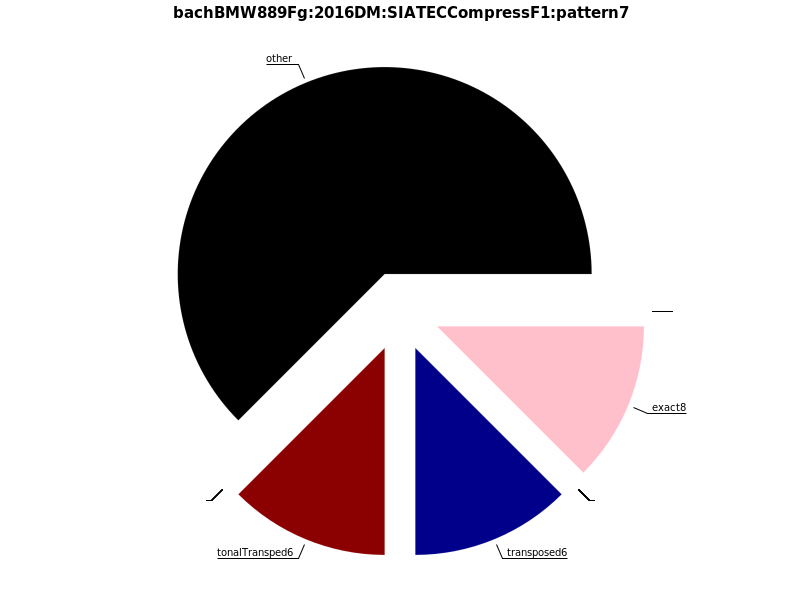 bachBMW889Fg:2016DM:SIATECCompressF1:pattern7
other
exact8
tonalTransped6
transposed6